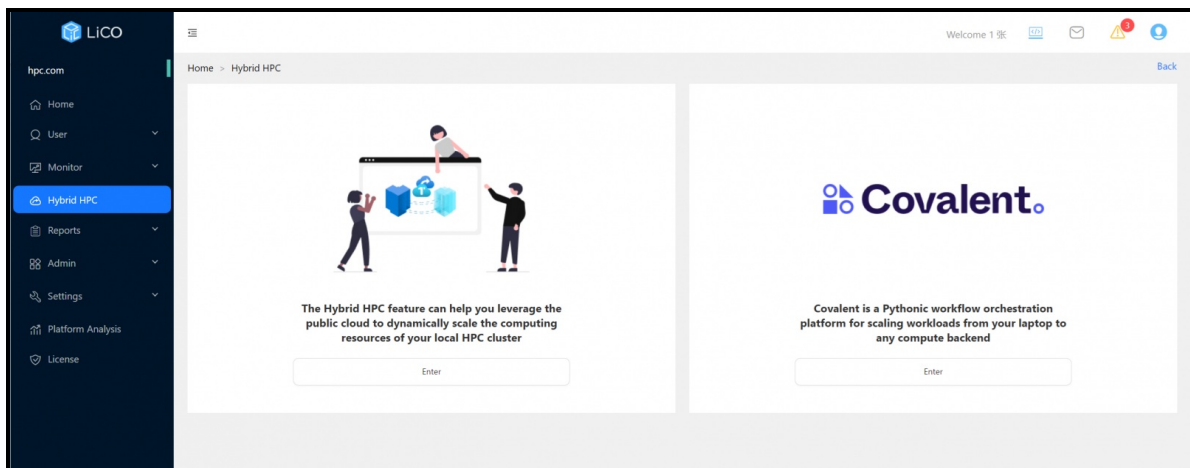 LiCO
Welcome 1 张
3
hpc.com
Home > Hybrid HPC
Back
Home
User
Monitor
Hybrid HPC
Reports
Admin
Settings
Platform Analysis
License
The Hybrid HPC feature can help you leverage the
public cloud to dynamically scale the computing
resources of your local HPC cluster
Enter
Covalent.
Covalent is a Pythonic workflow orchestration
platform for scaling workloads from your laptop to
any compute backend
Enter